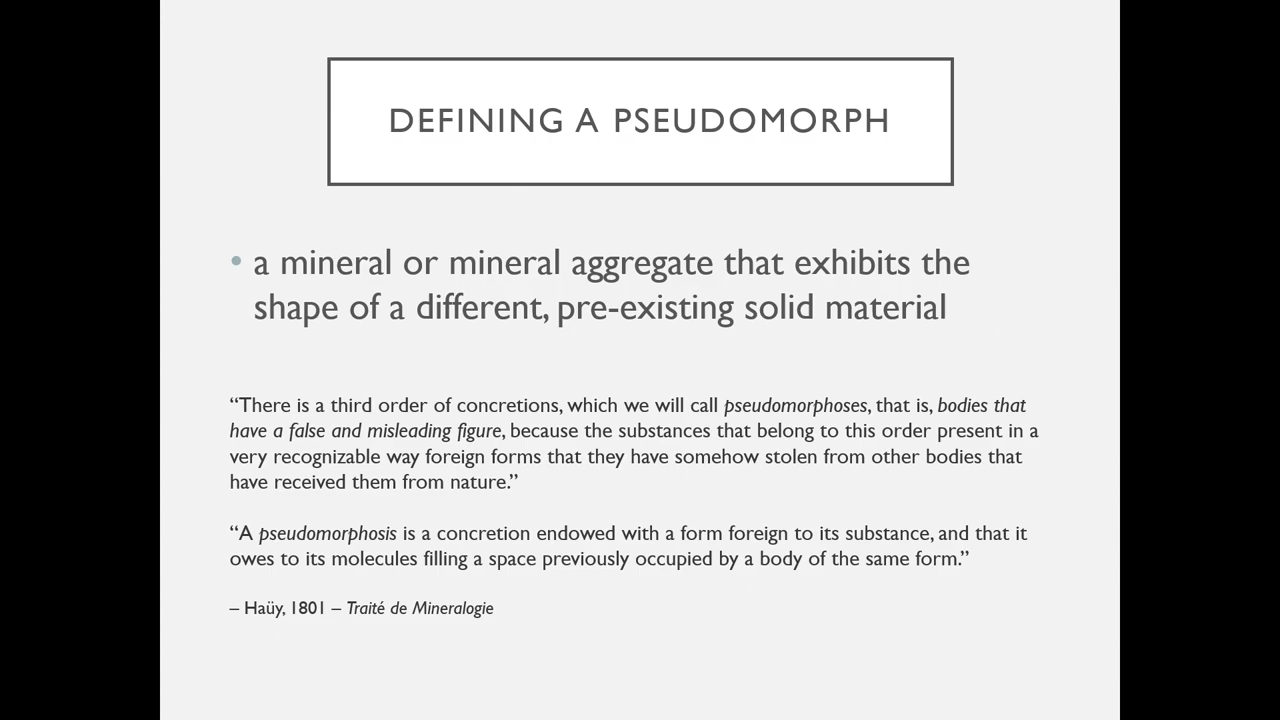 DEFINING A PSEUDOMORPH
• a mineral or mineral aggregate that exhibits the
shape of a different, pre-existing solid material
“There is a third order of concretions, which we will call pseudomorphoses, that is, bodies that
have a false and misleading figure, because the substances that belong to this order present in a
very recognizable way foreign forms that they have somehow stolen from other bodies that
have received them from nature.”
“A pseudomorphosis is a concretion endowed with a form foreign to its substance, and that it
owes to its molecules filling a space previously occupied by a body of the same form.”
– Haüy, 1801 – Traité de Mineralogie